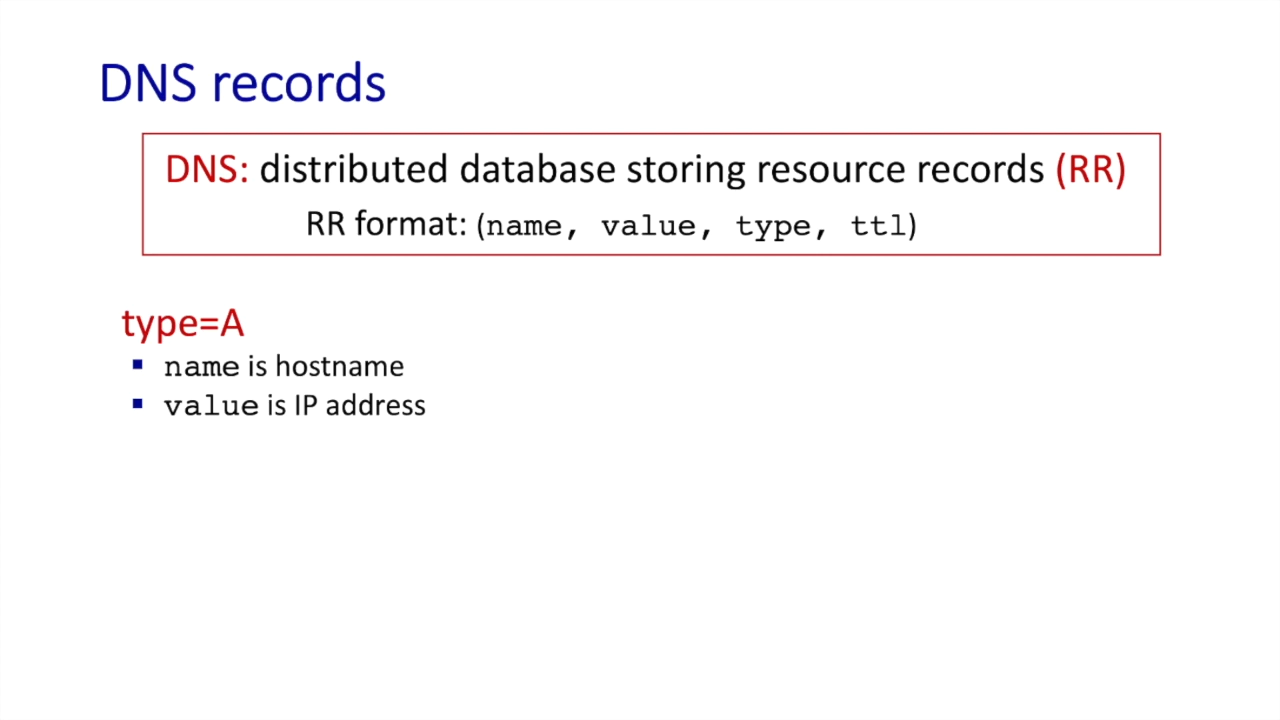 DNS records
DNS: distributed database storing resource records (RR)
RR format: (name, value, type, ttl)
type=A
▪ name is hostname
▪ value is IP address